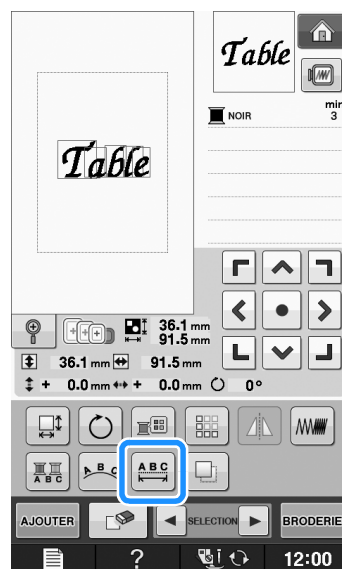 Table
Table
NOIR
min
3
36.1 mm
91.5 mm
36.1 mm 91.5 mm
+ 0.0 mm + 0.0 mm 0°
A B C
A B C
A B C
AJOUTER
SELECTION
BRODERIE
?
12:00